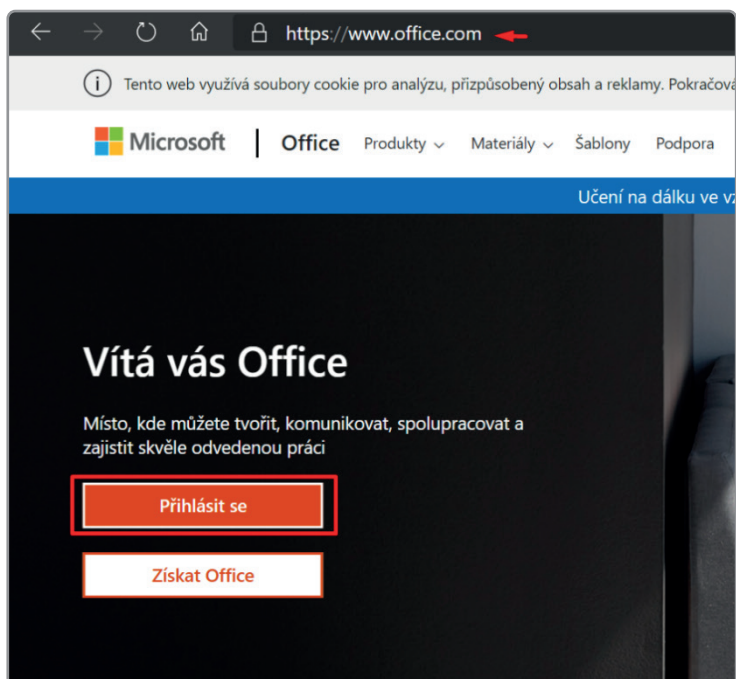 https://www.office.com
Tento web využívá soubory cookie pro analýzu, přizpůsobený obsah a reklamy.
Microsoft | Office Produkty Materiály Šablony Podpora
Učení na dálku ve
Vítá vás Office
Místo, kde můžete tvořit, komunikovat, spolupracovat a
zajistit skvěle odvedenou práci
Přihlásit se
Získat Office